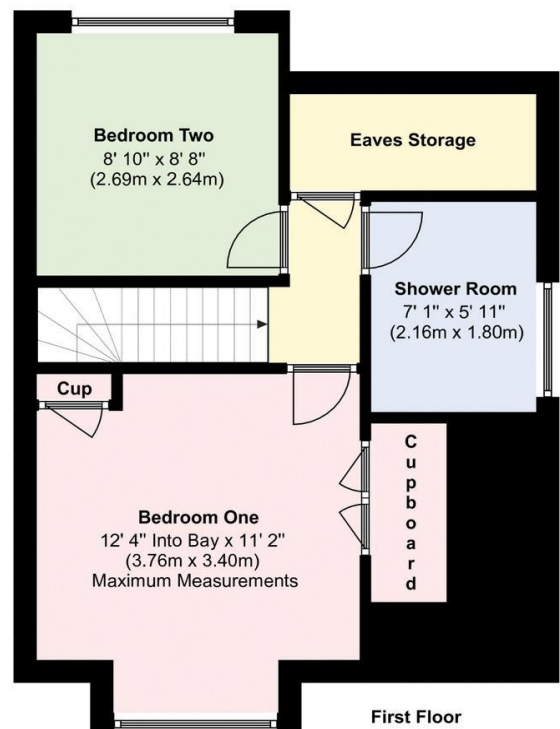 Bedroom Two
8' 10" x 8' 8"
(2.69m x 2.64m)
Eaves Storage
Shower Room
7' 1" x 5' 11"
(2.16m x 1.80m)
Cup
Bedroom One
12' 4" Into Bay x 11' 2"
(3.76m x 3.40m)
Maximum Measurements
Cupboard
First Floor